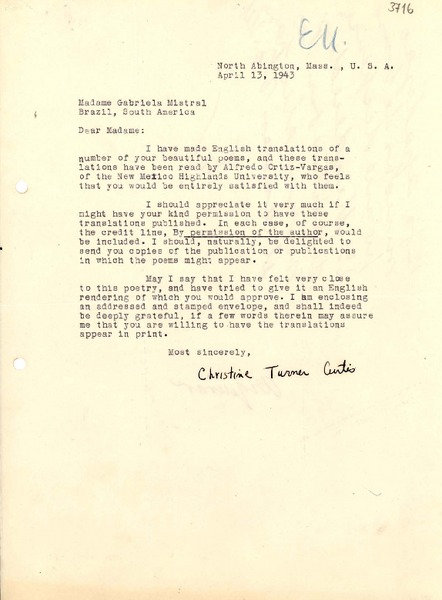 3716
EU.
North Abington, Mass. , U. S. A.
April 13, 1943
Madame Gabriela Mistral
Brazil, South America
Dear Madame:
I have made English translations of a
number of your beautiful poems, and these trans-
lations have been read by Alfredo Ortiz-Vargas,
of the New Mexico Highlands University, who feels
that you would be entirely satisfied with them.
I should appreciate it very much if I
might have your kind permission to have these
translations published. In each case, of course,
the credit line, By permission of the author, would
be included. I should, naturally, be delighted to
send you copies of the publication or publications
in which the poems might appear.
May I say that I have felt very close
to this poetry, and have tried to give it an English
rendering of which you would approve. I am enclosing
an addressed and stamped envelope, and shall indeed
be deeply grateful, if a few words therein may assure
me that you are willing to have the translations
appear in print.
Most sincerely,
Christine Turner Curtis